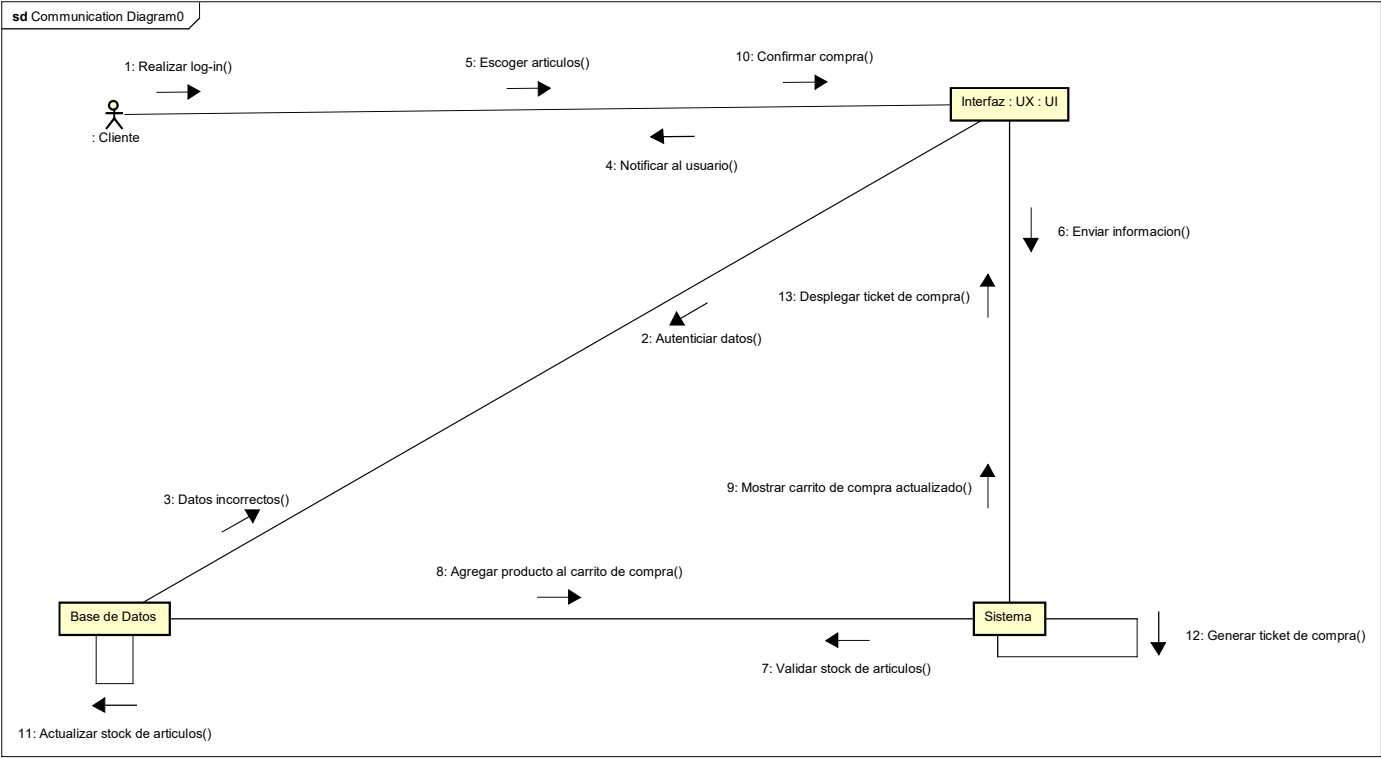 sd Communication Diagram0
1: Realizar log-in()
5: Escoger articulos()
10: Confirmar compra()
Interfaz : UX : UI
: Cliente
4: Notificar al usuario()
6: Enviar informacion()
13: Desplegar ticket de compra()
2: Autenticiar datos()
9: Mostrar carrito de compra actualizado()
3: Datos incorrectos()
8: Agregar producto al carrito de compra()
Base de Datos
Sistema
12: Generar ticket de compra()
7: Validar stock de articulos()
11: Actualizar stock de articulos()